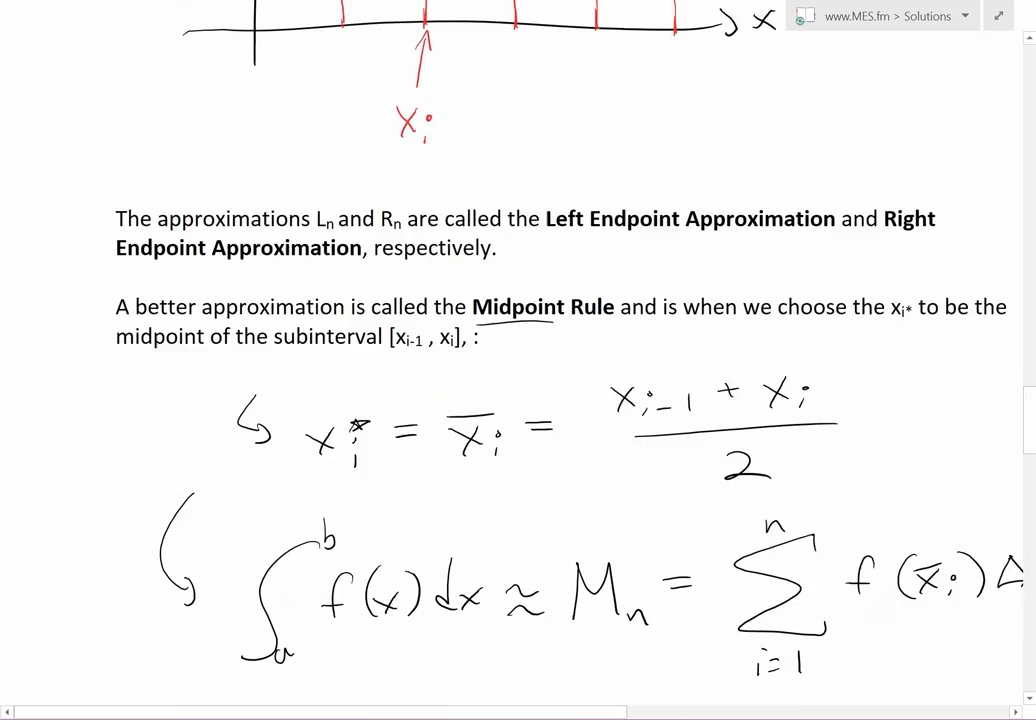 www.MES.fm > Solutions
x
xᵢ
The approximations Lₙ and Rₙ are called the Left Endpoint Approximation and Right
Endpoint Approximation, respectively.
A better approximation is called the Midpoint Rule and is when we choose the xᵢ* to be the
midpoint of the subinterval [xᵢ₋₁ , xᵢ], :
xᵢ* = x̅ᵢ = (xᵢ₋₁ + xᵢ) / 2
∫ₐᵇ f(x) dx ≈ Mₙ = ∑ᵢ₌₁ⁿ f(x̅ᵢ) Δ